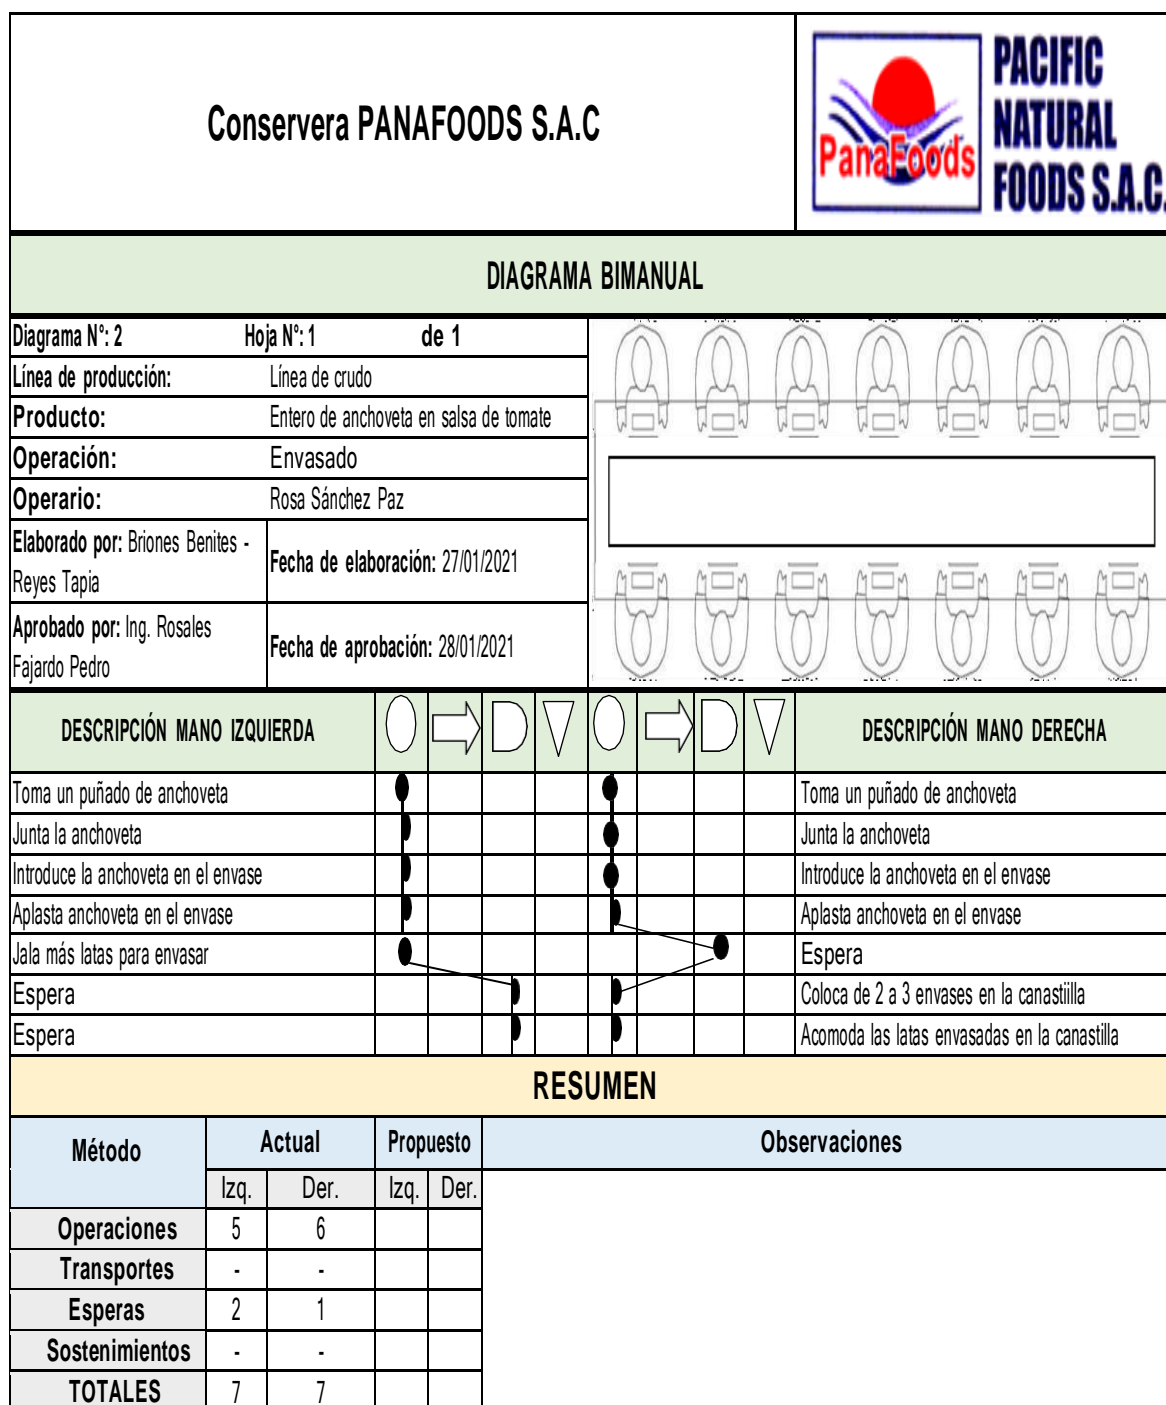 Conservera PANAFOODS S.A.C
PanaFoods
PACIFIC
NATURAL
FOODS S.A.C.
DIAGRAMA BIMANUAL
Diagrama N°: 2 Hoja N°: 1 de 1
Línea de producción: Línea de crudo
Producto: Entero de anchoveta en salsa de tomate
Operación: Envasado
Operario: Rosa Sánchez Paz
Elaborado por: Briones Benites -
Reyes Tapia
Fecha de elaboración: 27/01/2021
Aprobado por: Ing. Rosales
Fajardo Pedro
Fecha de aprobación: 28/01/2021
DESCRIPCIÓN MANO IZQUIERDA DESCRIPCIÓN MANO DERECHA
Toma un puñado de anchoveta Toma un puñado de anchoveta
Junta la anchoveta Junta la anchoveta
Introduce la anchoveta en el envase Introduce la anchoveta en el envase
Aplasta anchoveta en el envase Aplasta anchoveta en el envase
Jala más latas para envasar Espera
Espera Coloca de 2 a 3 envases en la canastiilla
Espera Acomoda las latas envasadas en la canastilla
RESUMEN
Método Actual Propuesto Observaciones
Izq. Der. Izq. Der.
Operaciones 5 6
Transportes - -
Esperas 2 1
Sostenimientos - -
TOTALES 7 7